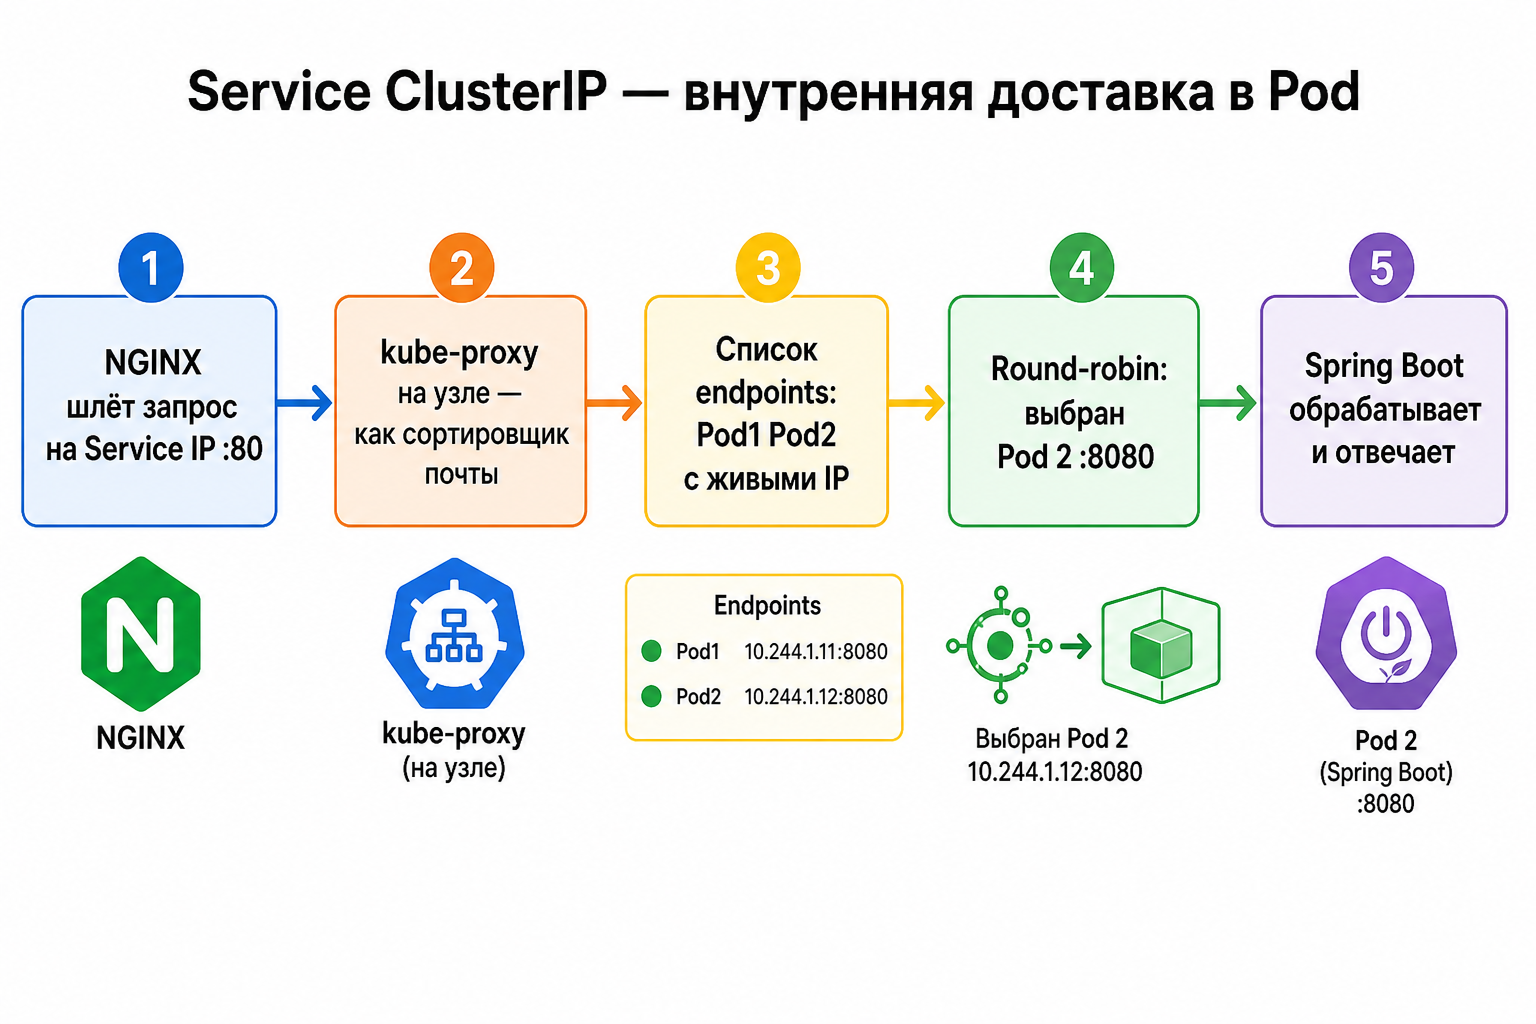 Service ClusterIP — внутренняя доставка в Pod
1
NGINX
шлёт запрос
на Service IP :80
2
kube-proxy
на узле —
как сортировщик
почты
3
Список
endpoints:
Pod1 Pod2
с живыми IP
4
Round-robin:
выбран
Pod 2 :8080
5
Spring Boot
обрабатывает
и отвечает
N
NGINX
kube-proxy
(на узле)
Endpoints
Pod1 10.244.1.11:8080
Pod2 10.244.1.12:8080
Выбран Pod 2
10.244.1.12:8080
Pod 2
(Spring Boot)
:8080